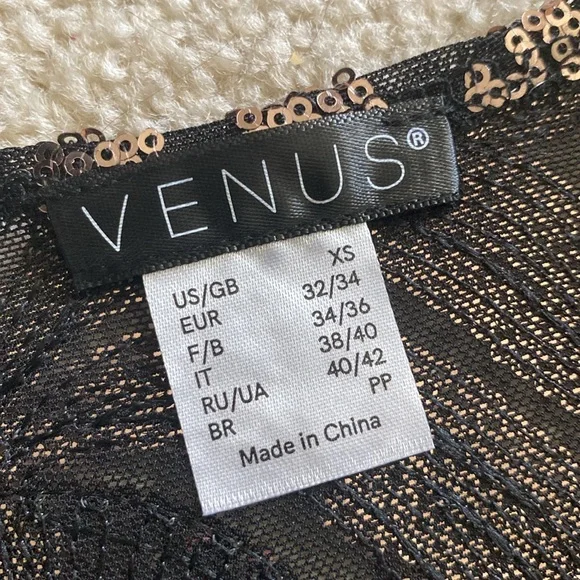 VENUS®
US/GB XS
EUR 32/34
F/B 34/36
IT 38/40
RU/UA 40/42
BR PP
Made in China